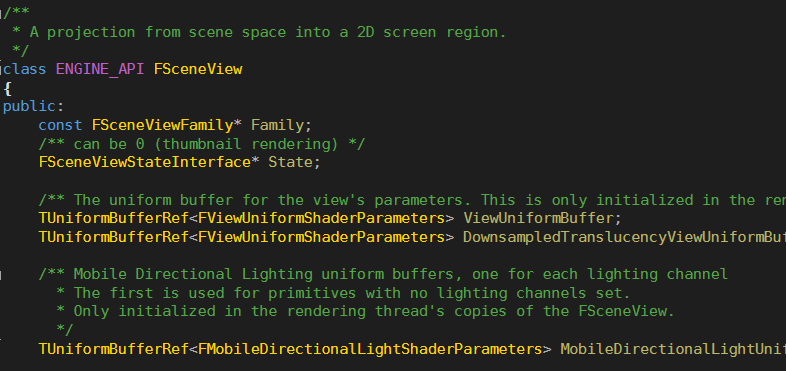 /**
 * A projection from scene space into a 2D screen region.
 */
class ENGINE_API FSceneView
{
public:
    const FSceneViewFamily* Family;
    /** can be 0 (thumbnail rendering) */
    FSceneViewStateInterface* State;

    /** The uniform buffer for the view's parameters. This is only initialized in the
    TUniformBufferRef<FViewUniformShaderParameters> ViewUniformBuffer;
    TUniformBufferRef<FViewUniformShaderParameters> DownsampledTranslucencyViewUniformBuf

    /** Mobile Directional Lighting uniform buffers, one for each lighting channel
      * The first is used for primitives with no lighting channels set.
      * Only initialized in the rendering thread's copies of the FSceneView.
      */
    TUniformBufferRef<FMobileDirectionalLightShaderParameters> MobileDirectionalLightUnif